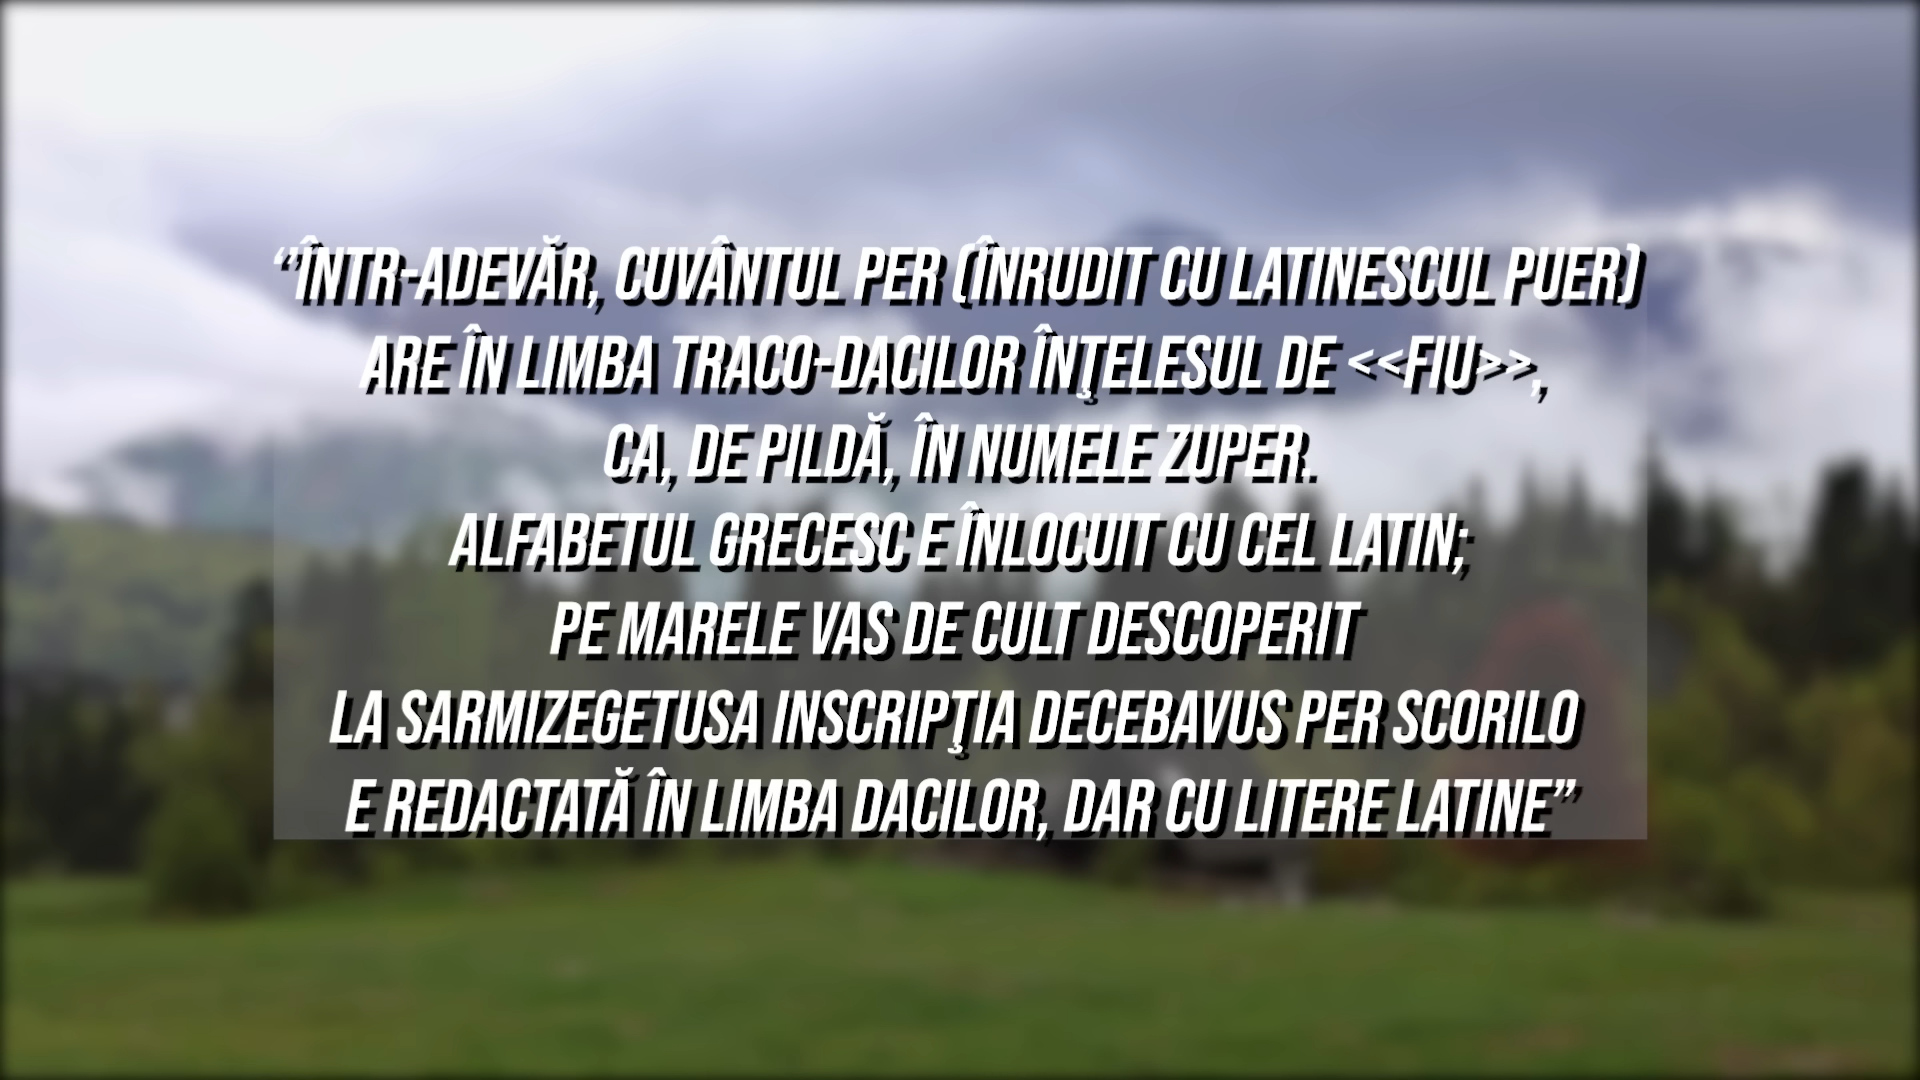 “ÎNTR-ADEVĂR, CUVÂNTUL PER (ÎNRUDIT CU LATINESCUL PUER)
ARE ÎN LIMBA TRACO-DACILOR ÎNŢELESUL DE <<FIU>>,
CA, DE PILDĂ, ÎN NUMELE ZUPER.
ALFABETUL GRECESC E ÎNLOCUIT CU CEL LATIN;
PE MARELE VAS DE CULT DESCOPERIT
LA SARMIZEGETUSA INSCRIPŢIA DECEBAVUS PER SCORILO
E REDACTATĂ ÎN LIMBA DACILOR, DAR CU LITERE LATINE”